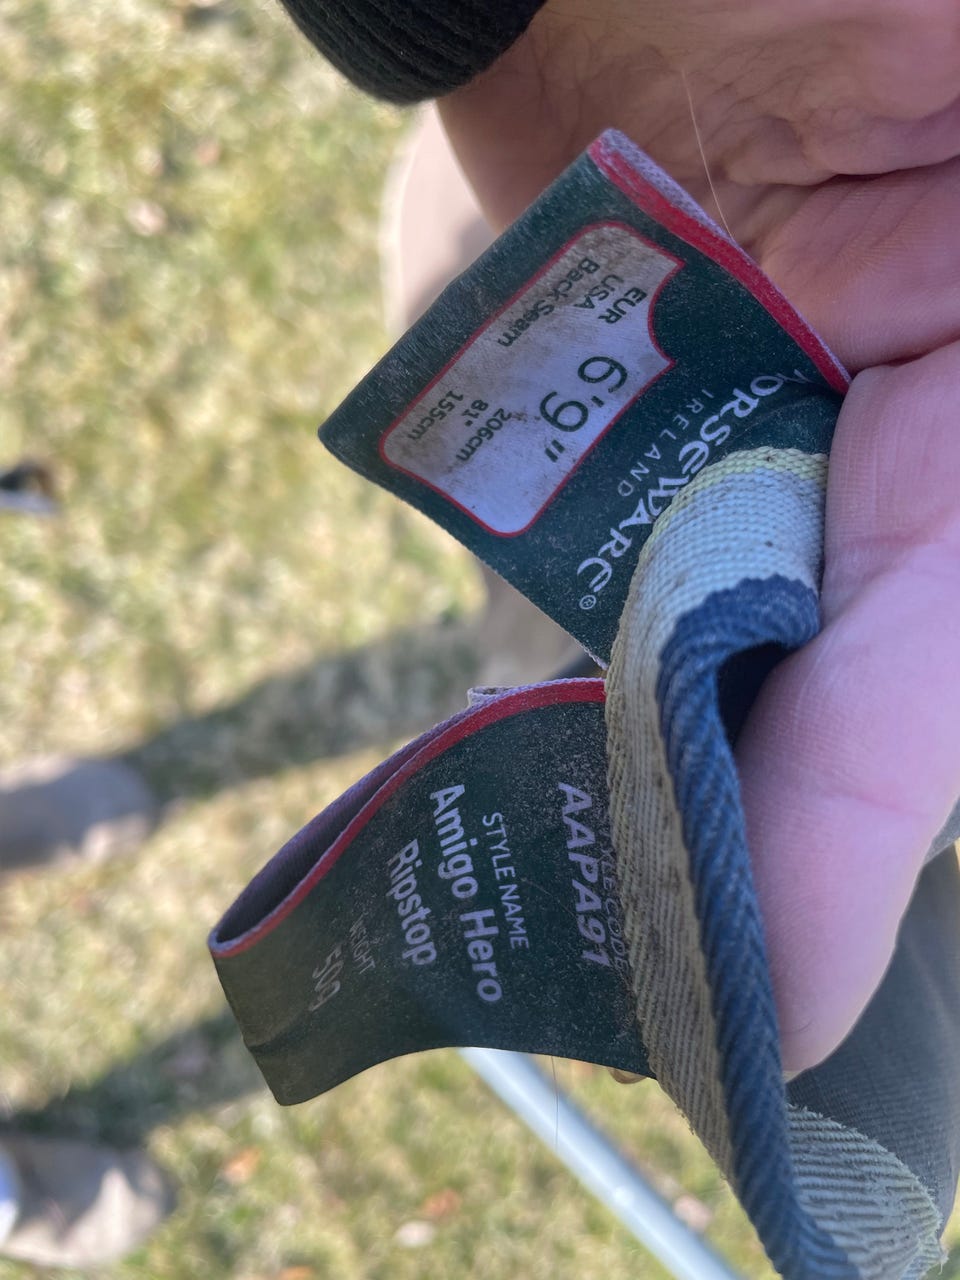 HORSEWARE®
IRELAND
EUR 206cm
USA 81"
Back Seam 155cm
6'9"
STYLE CODE
AAPA91
STYLE NAME
Amigo Hero
Ripstop
WEIGHT
50g